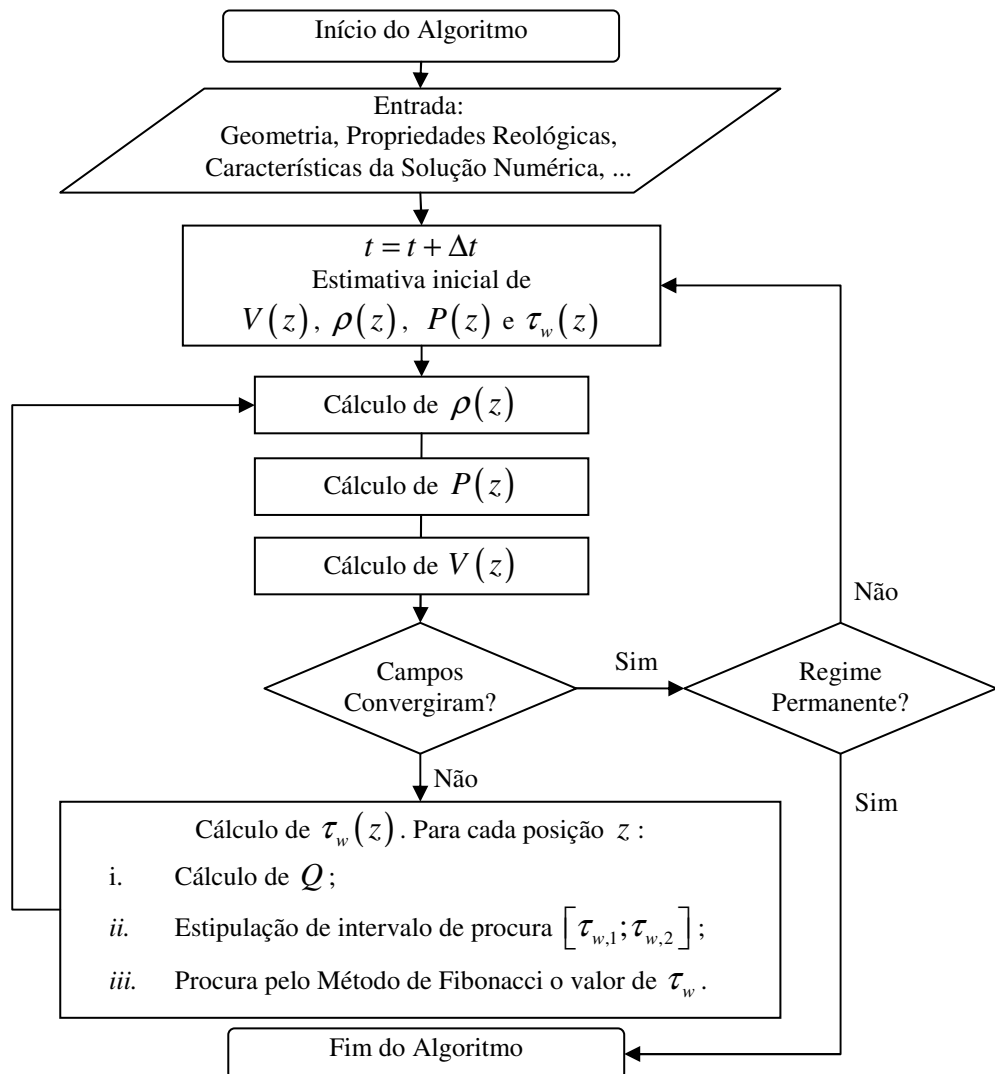 Início do Algoritmo
Entrada:
Geometria, Propriedades Reológicas,
Características da Solução Numérica, ...
t = t + Δt
Estimativa inicial de
V(z), ρ(z), P(z) e τ_w(z)
Cálculo de ρ(z)
Cálculo de P(z)
Cálculo de V(z)
Campos
Convergiram?
Sim
Regime
Permanente?
Não
Não
Sim
Cálculo de τ_w(z). Para cada posição z :
i. Cálculo de Q;
ii. Estipulação de intervalo de procura [τ_w,1; τ_w,2];
iii. Procura pelo Método de Fibonacci o valor de τ_w.
Fim do Algoritmo